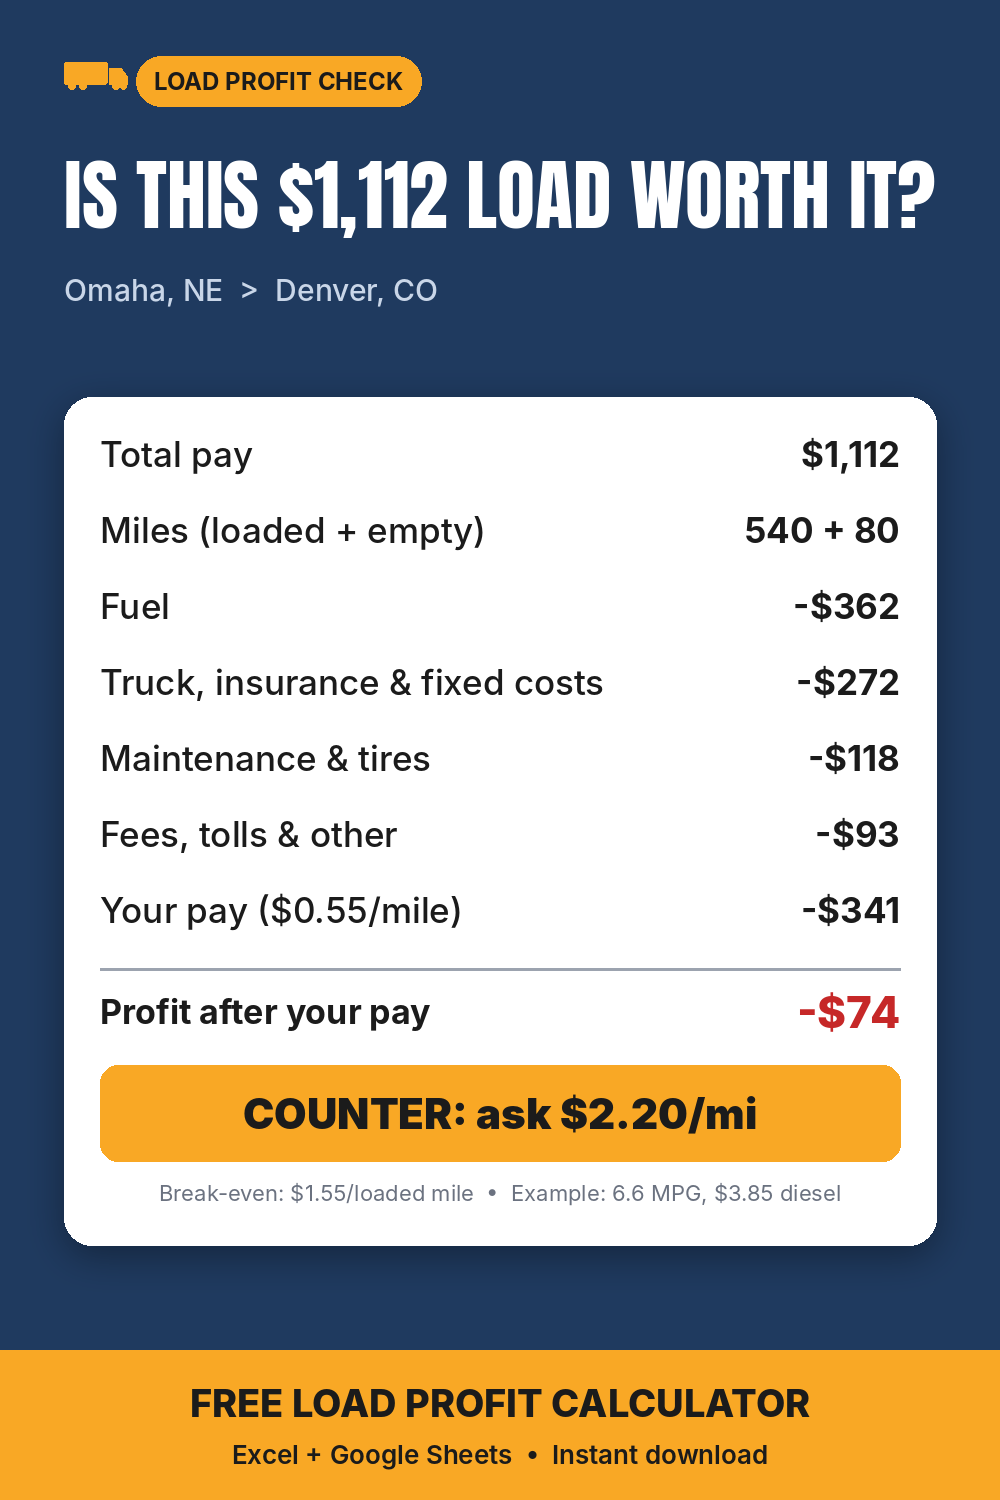 LOAD PROFIT CHECK
IS THIS $1,112 LOAD WORTH IT?
Omaha, NE > Denver, CO
Total pay $1,112
Miles (loaded + empty) 540 + 80
Fuel -$362
Truck, insurance & fixed costs -$272
Maintenance & tires -$118
Fees, tolls & other -$93
Your pay ($0.55/mile) -$341
Profit after your pay -$74
COUNTER: ask $2.20/mi
Break-even: $1.55/loaded mile • Example: 6.6 MPG, $3.85 diesel
FREE LOAD PROFIT CALCULATOR
Excel + Google Sheets • Instant download